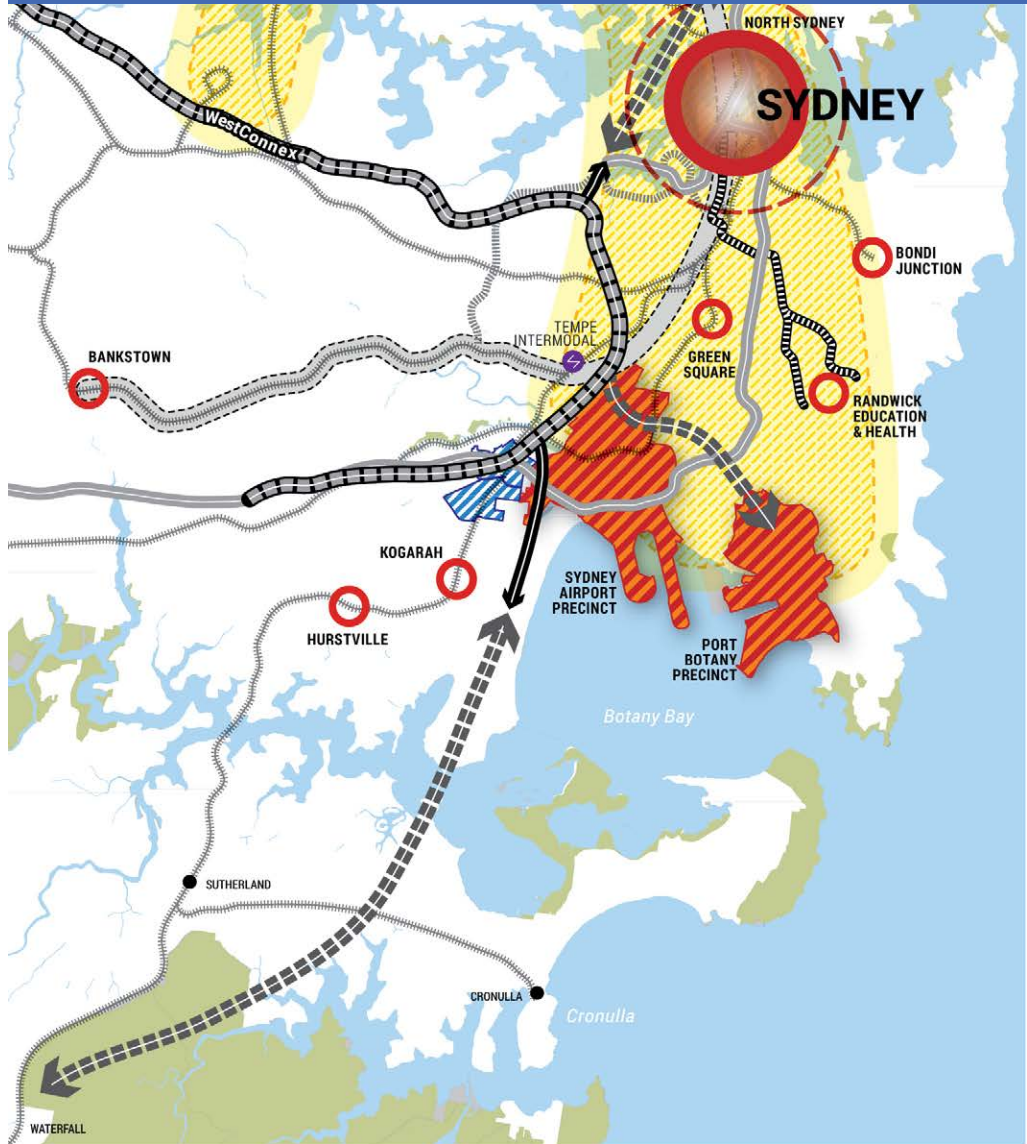 NORTH SYDNEY
SYDNEY
WestConnex
BONDI
JUNCTION
TEMPE
INTERMODAL
GREEN
SQUARE
BANKSTOWN
RANDWICK
EDUCATION
& HEALTH
KOGARAH
SYDNEY
AIRPORT
PRECINCT
HURSTVILLE
PORT
BOTANY
PRECINCT
Botany Bay
SUTHERLAND
CRONULLA
Cronulla
WATERFALL